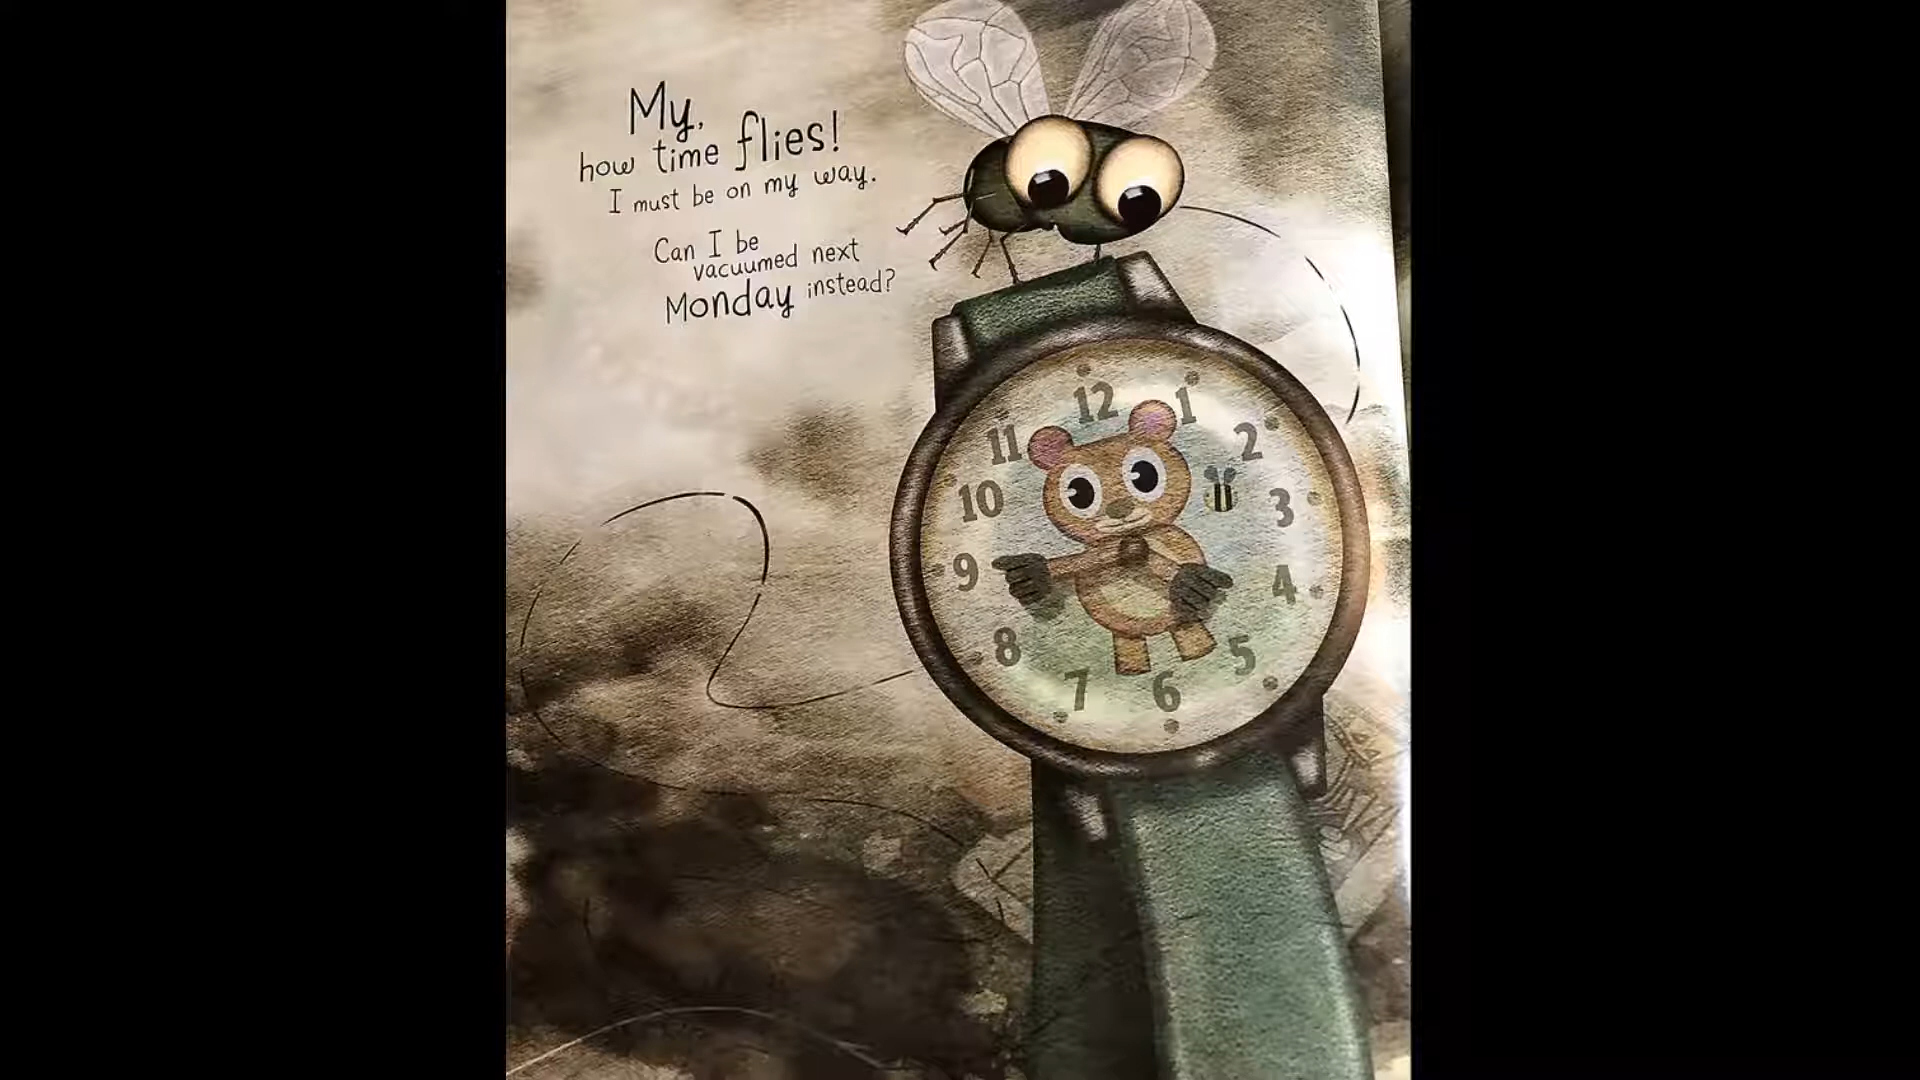 My,
how time flies!
I must be on my way.
Can I be
vacuumed next
Monday instead?
12
1
2
3
4
5
6
7
8
9
10
11